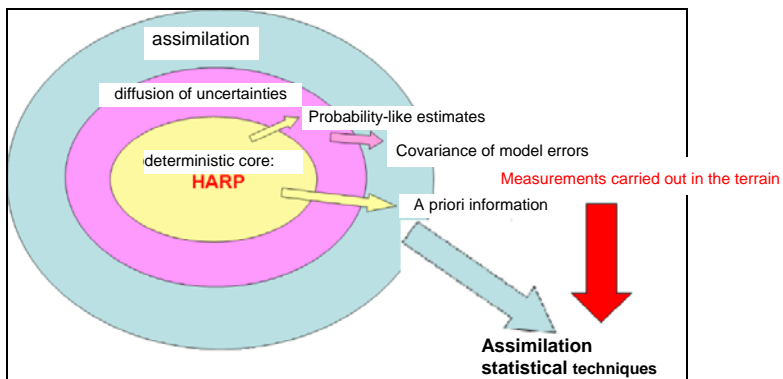 assimilation
diffusion of uncertainties
Probability-like estimates
Covariance of model errors
deterministic core:
HARP
Measurements carried out in the terrain
A priori information
Assimilation
statistical techniques